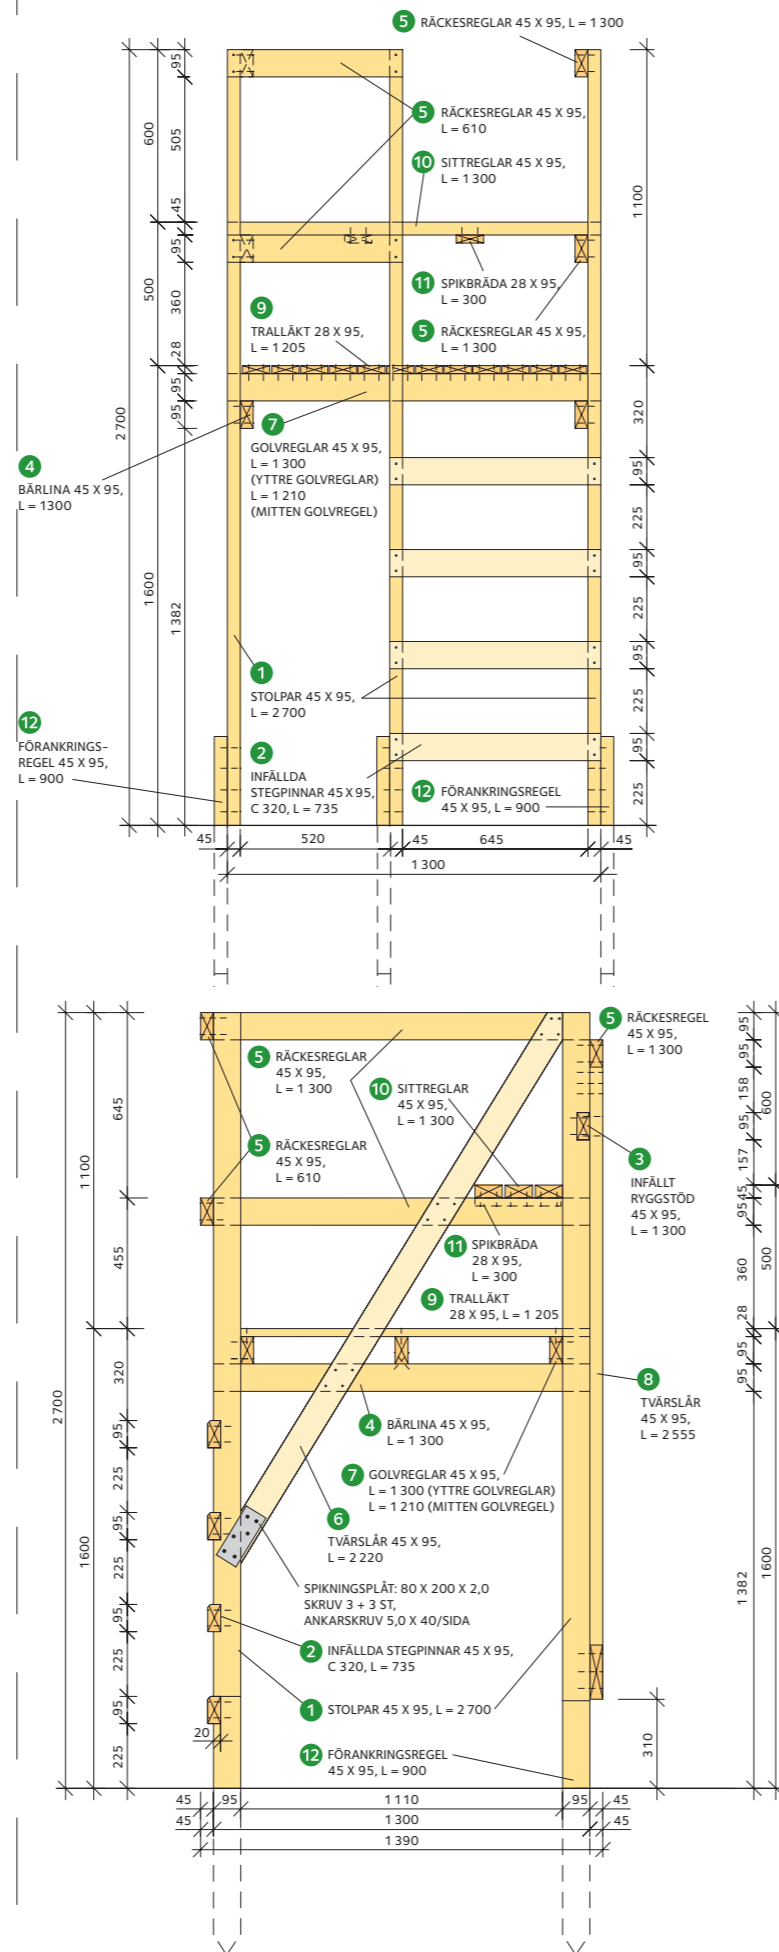 5 RÄCKESREGLAR 45 X 95, L = 1 300
5 RÄCKESREGLAR 45 X 95,
L = 610
10 SITTREGLAR 45 X 95,
L = 1 300
11 SPIKBRÄDA 28 X 95,
L = 300
9
TRALLÄKT 28 X 95,
L = 1 205
5 RÄCKESREGLAR 45 X 95,
L = 1 300
7
GOLVREGLAR 45 X 95,
L = 1 300
(YTTRE GOLVREGLAR)
L = 1 210
(MITTEN GOLVREGEL)
4
BÄRLINA 45 X 95,
L = 1300
1
STOLPAR 45 X 95,
L = 2 700
12
FÖRANKRINGS-
REGEL 45 X 95,
L = 900
2
INFÄLLDA
STEGPINNAR 45 X 95,
C 320, L = 735
12 FÖRANKRINGSREGEL
45 X 95, L = 900
2 700
600
500
1 600
95
505
45
95
360
28
95
95
1 382
1 100
320
95
225
95
225
95
225
95
225
45
520
45
645
45
1 300
5 RÄCKESREGEL
45 X 95,
L = 1 300
5 RÄCKESREGLAR
45 X 95,
L = 1 300
10 SITTREGLAR
45 X 95,
L = 1 300
5 RÄCKESREGLAR
45 X 95,
L = 610
3
INFÄLLT
RYGGSTÖD
45 X 95,
L = 1 300
11 SPIKBRÄDA
28 X 95,
L = 300
9 TRALLÄKT
28 X 95, L = 1 205
8
TVÄRSLÅR
45 X 95,
L = 2 555
4 BÄRLINA 45 X 95,
L = 1 300
7 GOLVREGLAR 45 X 95,
L = 1 300 (YTTRE GOLVREGLAR)
L = 1 210 (MITTEN GOLVREGEL)
6
TVÄRSLÅR 45 X 95,
L = 2 220
SPIKNINGSPLÅT: 80 X 200 X 2,0
SKRUV 3 + 3 ST,
ANKARSKRUV 5,0 X 40/SIDA
2 INFÄLLDA STEGPINNAR 45 X 95,
C 320, L = 735
1 STOLPAR 45 X 95, L = 2 700
12 FÖRANKRINGSREGEL
45 X 95, L = 900
2 700
1 100
1600
645
455
320
95
225
95
225
95
225
95
225
20
95
95
158
95
157
45
95
360
28
95
95
1 382
600
500
1 600
310
45
95
1 110
95
45
45
1 300
45
1 390